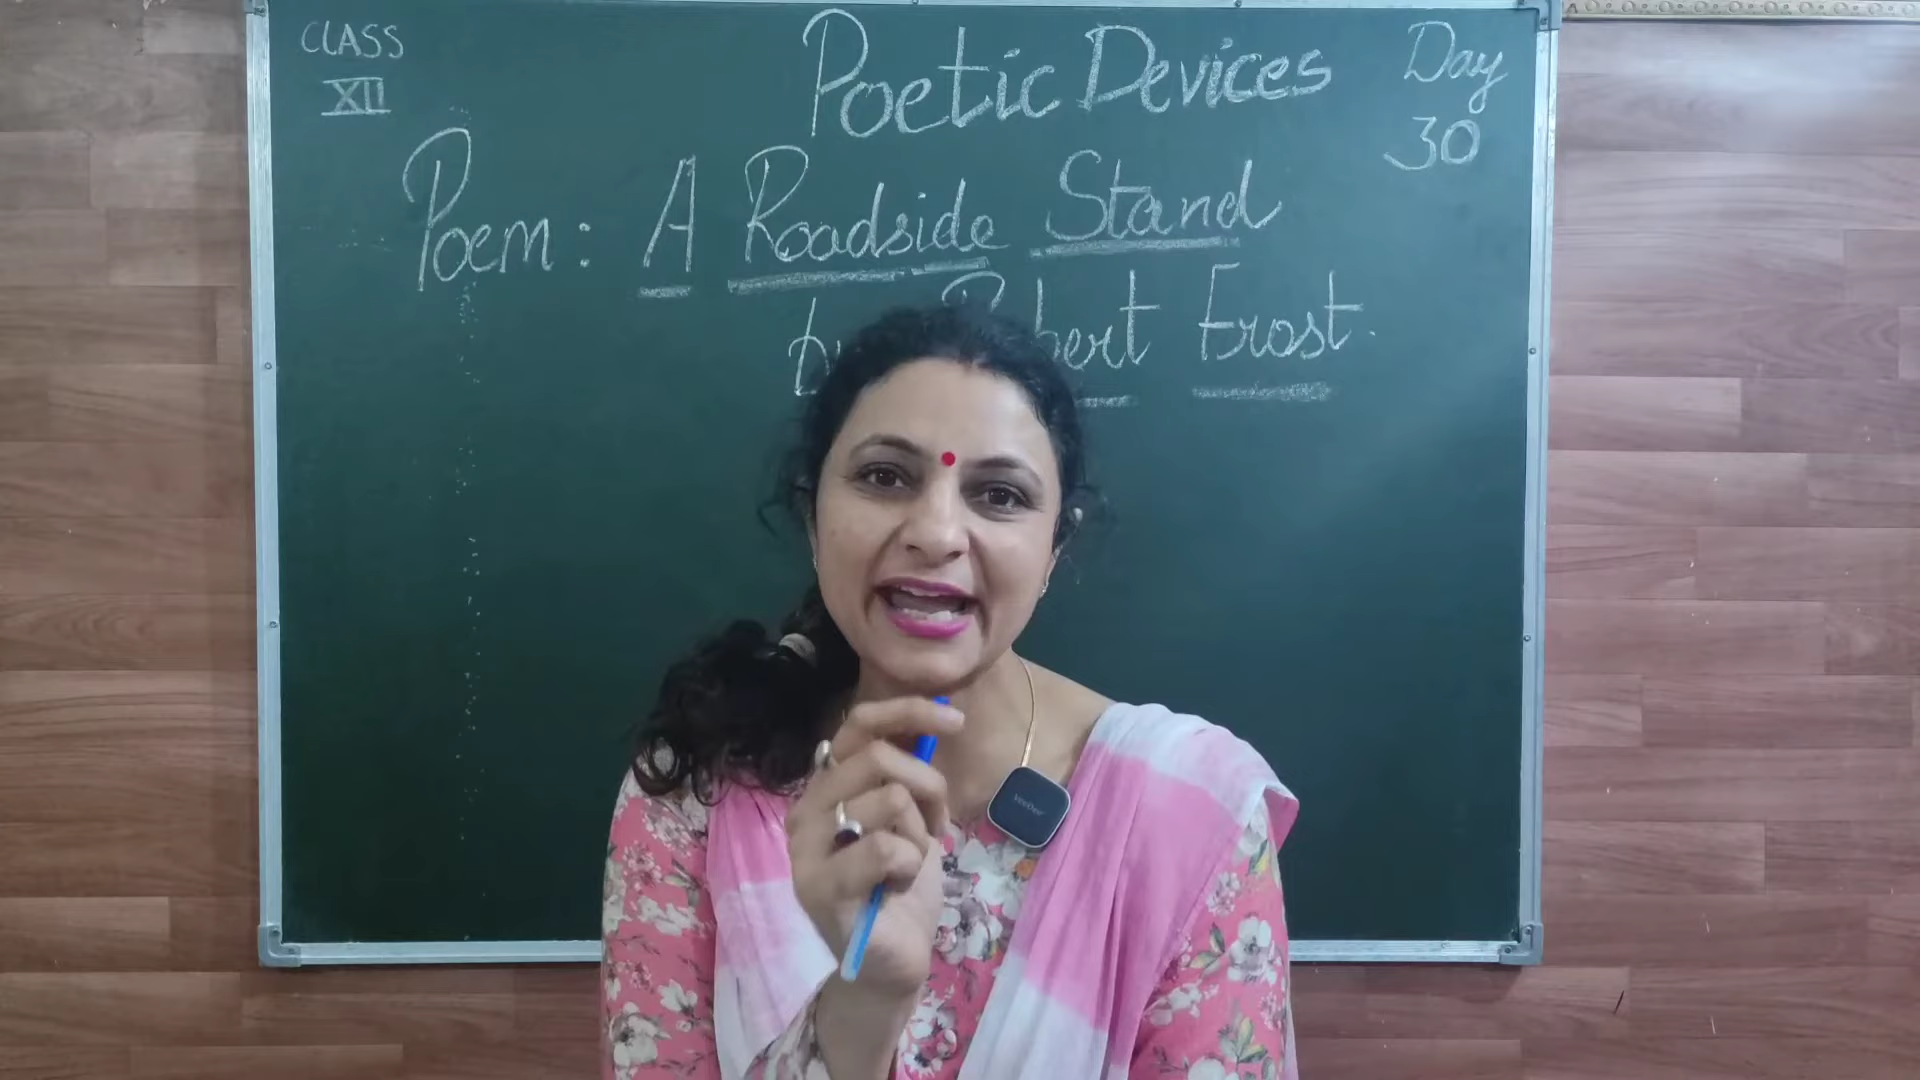 CLASS
XII
Poetic Devices
Day
30
Poem: A Roadside Stand
Frost.